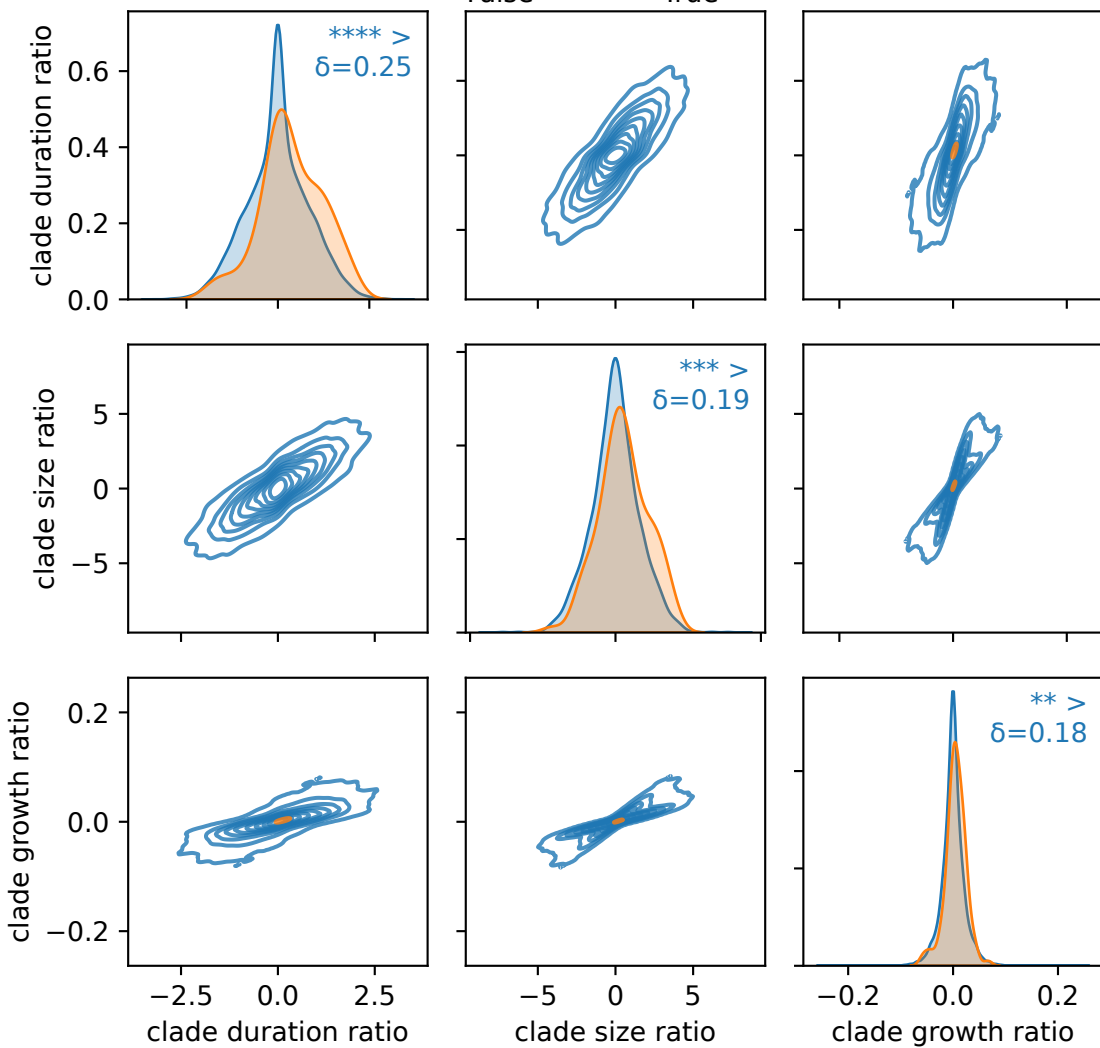 clade duration ratio
0.6
0.4
0.2
0.0
**** >
δ=0.25
clade size ratio
5
0
−5
*** >
δ=0.19
clade growth ratio
0.2
0.0
−0.2
** >
δ=0.18
−2.5 0.0 2.5
−5 0 5
−0.2 0.0 0.2
clade duration ratio
clade size ratio
clade growth ratio